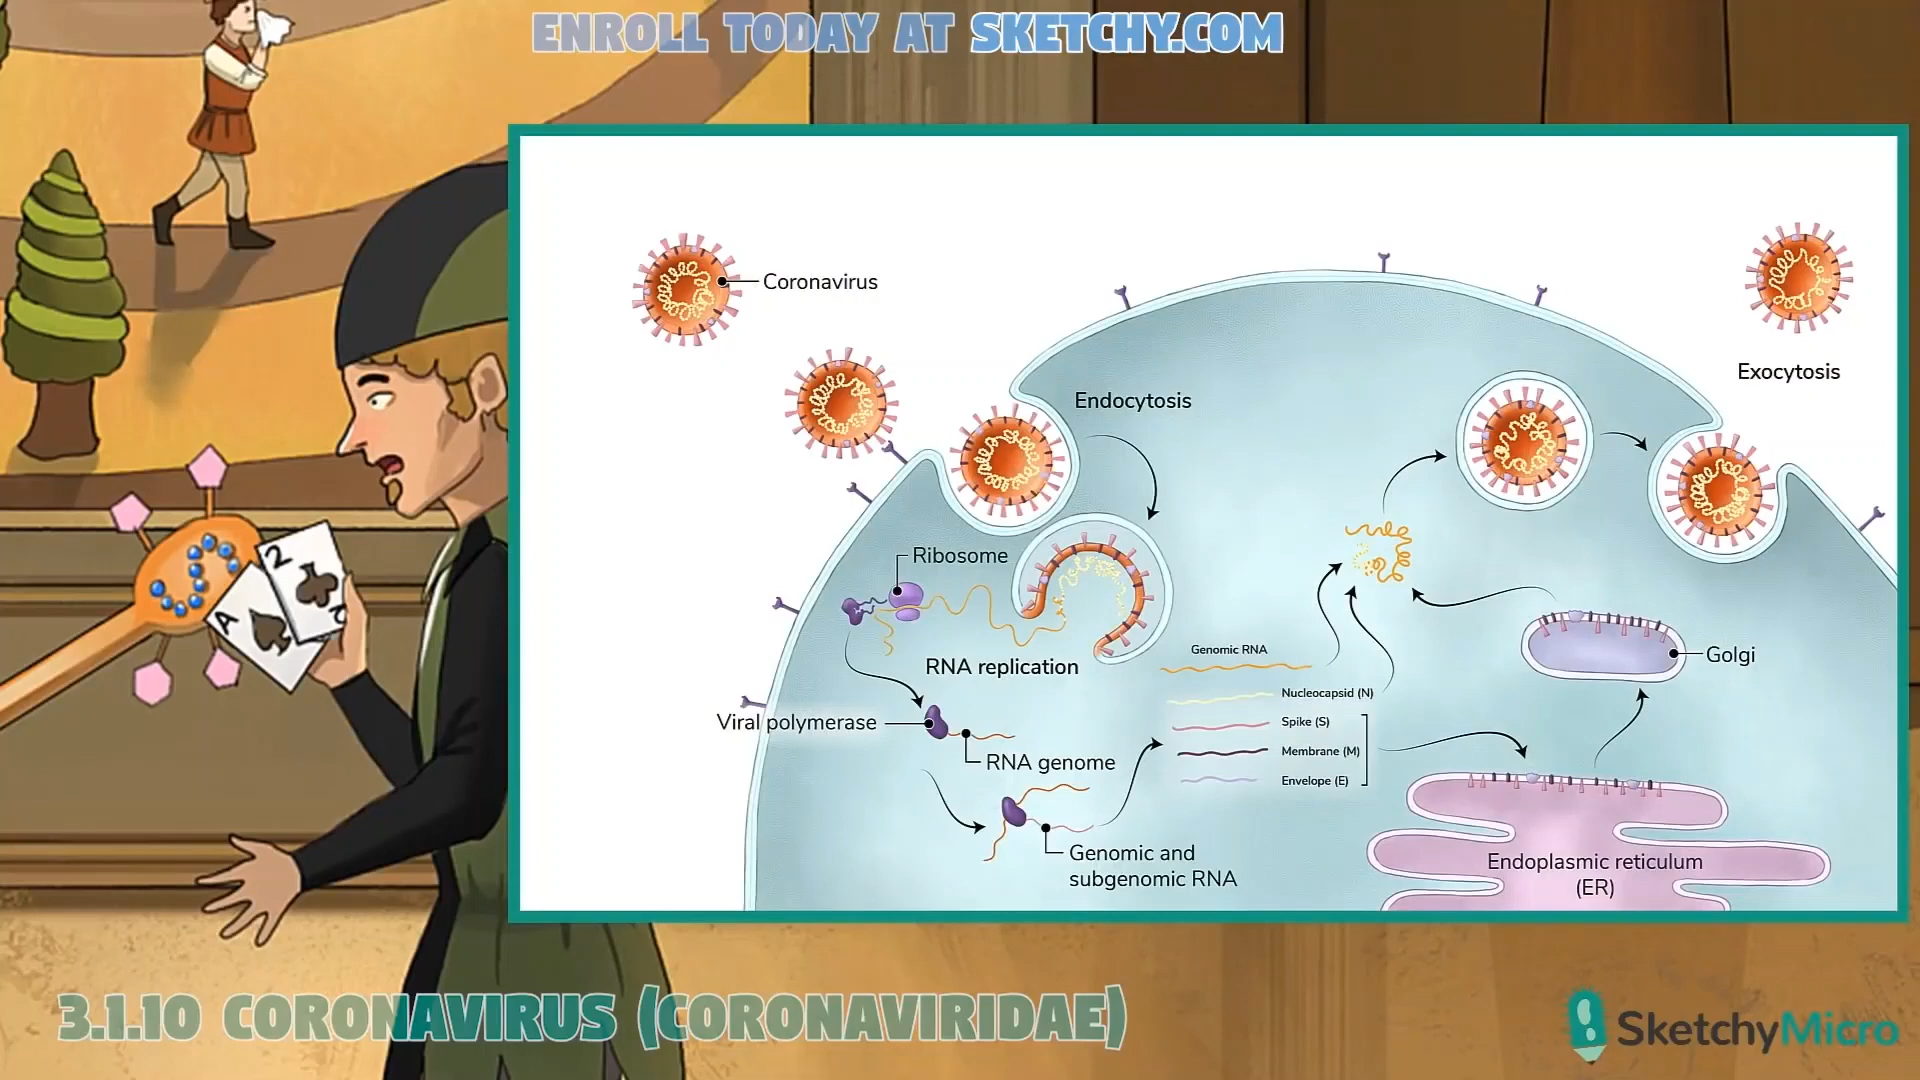 ENROLL TODAY AT SKETCHY.COM
Coronavirus
Exocytosis
Endocytosis
Ribosome
RNA replication
Genomic RNA
Golgi
Nucleocapsid (N)
Viral polymerase
Spike (S)
Membrane (M)
RNA genome
Envelope (E)
Genomic and
subgenomic RNA
Endoplasmic reticulum
(ER)
2
2
A
3.1.10 CORONAVIRUS (CORONAVIRIDAE)
SketchyMicro